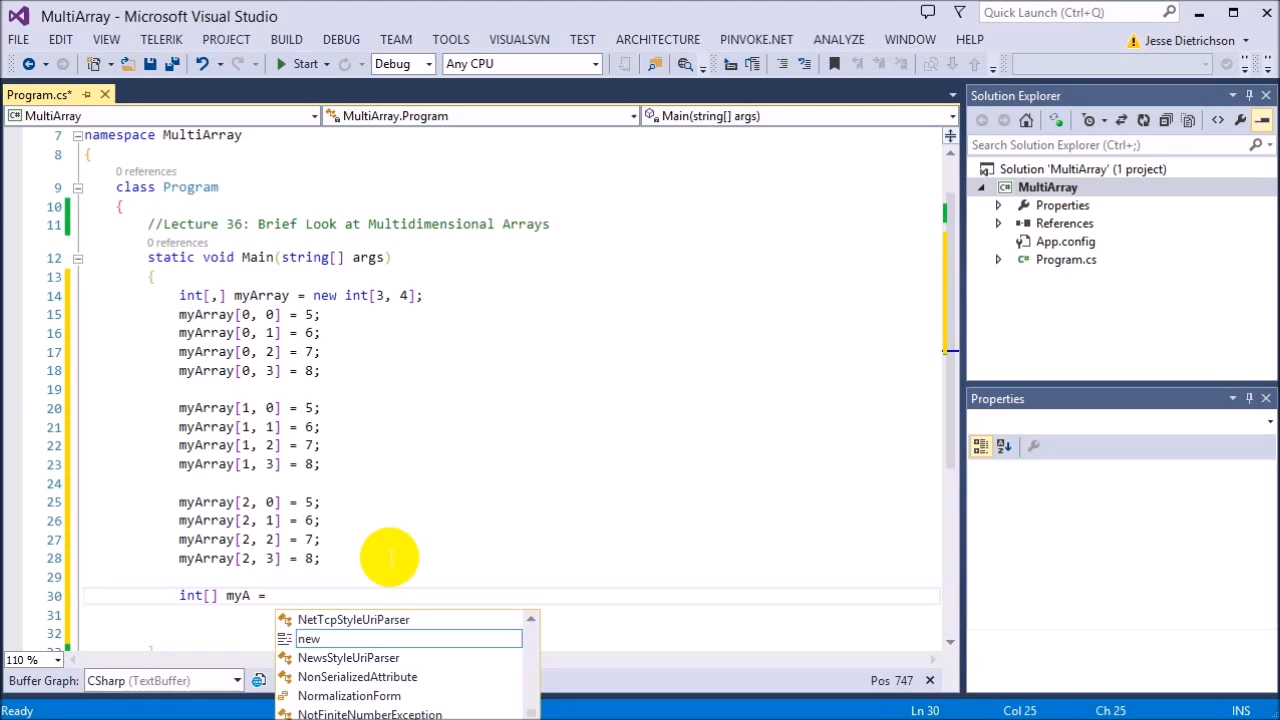 MultiArray - Microsoft Visual Studio
Quick Launch (Ctrl+Q)
FILE EDIT VIEW TELERIK PROJECT BUILD DEBUG TEAM TOOLS VISUALSVN TEST ARCHITECTURE PINVOKE.NET ANALYZE WINDOW HELP Jesse Dietrichson
Start Debug Any CPU
Program.cs*
MultiArray MultiArray.Program Main(string[] args)
7 namespace MultiArray
8 {
0 references
9 class Program
10 {
11 //Lecture 36: Brief Look at Multidimensional Arrays
0 references
12 static void Main(string[] args)
13 {
14 int[,] myArray = new int[3, 4];
15 myArray[0, 0] = 5;
16 myArray[0, 1] = 6;
17 myArray[0, 2] = 7;
18 myArray[0, 3] = 8;
19
20 myArray[1, 0] = 5;
21 myArray[1, 1] = 6;
22 myArray[1, 2] = 7;
23 myArray[1, 3] = 8;
24
25 myArray[2, 0] = 5;
26 myArray[2, 1] = 6;
27 myArray[2, 2] = 7;
28 myArray[2, 3] = 8;
29
30 int[] myA =
31
32
NetTcpStyleUriParser
new
NewsStyleUriParser
NonSerializedAttribute
NormalizationForm
NotFiniteNumberException
110 %
Buffer Graph: CSharp (TextBuffer) Pos 747
Ready Ln 30 Col 25 Ch 25 INS
Solution Explorer
Search Solution Explorer (Ctrl+;)
Solution 'MultiArray' (1 project)
MultiArray
Properties
References
App.config
Program.cs
Properties